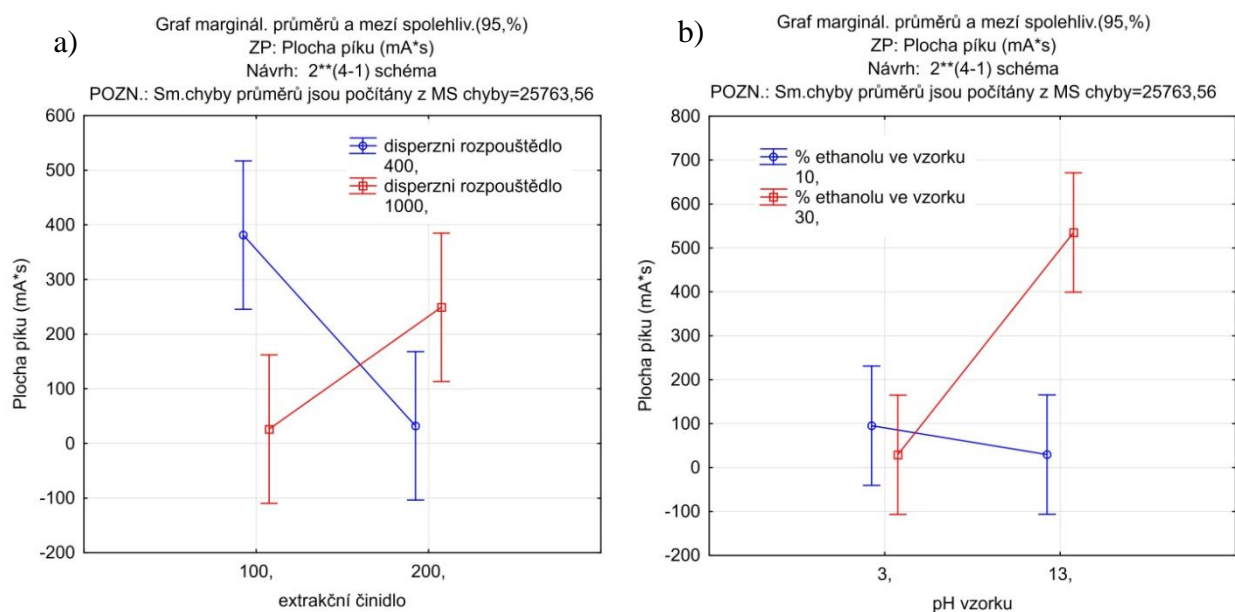 a)
Graf marginál. průměrů a mezí spolehliv.(95,%)
ZP: Plocha píku (mA*s)
Návrh: 2**(4-1) schéma
POZN.: Sm.chyby průměrů jsou počítány z MS chyby=25763,56
600
500
400
300
200
100
0
-100
-200
Plocha píku (mA*s)
disperzni rozpouštědlo
400,
disperzni rozpouštědlo
1000,
100,
200,
extrakční činidlo
b)
Graf marginál. průměrů a mezí spolehliv.(95,%)
ZP: Plocha píku (mA*s)
Návrh: 2**(4-1) schéma
POZN.: Sm.chyby průměrů jsou počítány z MS chyby=25763,56
800
700
600
500
400
300
200
100
0
-100
-200
Plocha píku (mA*s)
% ethanolu ve vzorku
10,
% ethanolu ve vzorku
30,
3,
13,
pH vzorku